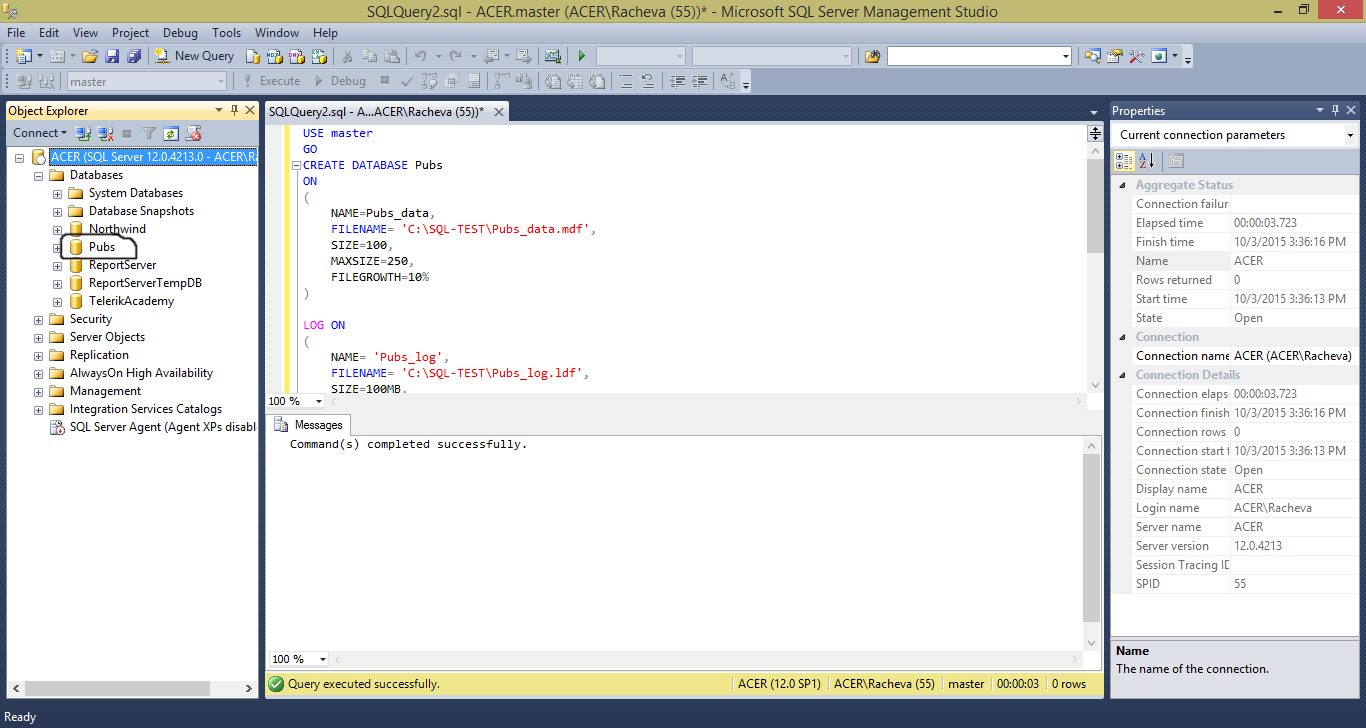 SQLQuery2.sql - ACER.master (ACER\Racheva (55))* - Microsoft SQL Server Management Studio
File Edit View Project Debug Tools Window Help
New Query
master Execute Debug
Object Explorer
Connect
ACER (SQL Server 12.0.4213.0 - ACER\Ra
Databases
System Databases
Database Snapshots
Northwind
Pubs
ReportServer
ReportServerTempDB
TelerikAcademy
Security
Server Objects
Replication
AlwaysOn High Availability
Management
Integration Services Catalogs
SQL Server Agent (Agent XPs disabl
SQLQuery2.sql - A...ACER\Racheva (55))*
USE master
GO
CREATE DATABASE Pubs
ON
(
NAME=Pubs_data,
FILENAME= 'C:\SQL-TEST\Pubs_data.mdf',
SIZE=100,
MAXSIZE=250,
FILEGROWTH=10%
)
LOG ON
(
NAME= 'Pubs_log',
FILENAME= 'C:\SQL-TEST\Pubs_log.ldf',
SIZE=100MB,
100 %
Messages
Command(s) completed successfully.
100 %
Query executed successfully. ACER (12.0 SP1) ACER\Racheva (55) master 00:00:03 0 rows
Properties
Current connection parameters
Aggregate Status
Connection failur
Elapsed time 00:00:03.723
Finish time 10/3/2015 3:36:16 PM
Name ACER
Rows returned 0
Start time 10/3/2015 3:36:13 PM
State Open
Connection
Connection name ACER (ACER\Racheva)
Connection Details
Connection elaps 00:00:03.723
Connection finish 10/3/2015 3:36:16 PM
Connection rows 0
Connection start t 10/3/2015 3:36:13 PM
Connection state Open
Display name ACER
Login name ACER\Racheva
Server name ACER
Server version 12.0.4213
Session Tracing ID
SPID 55
Name
The name of the connection.
Ready